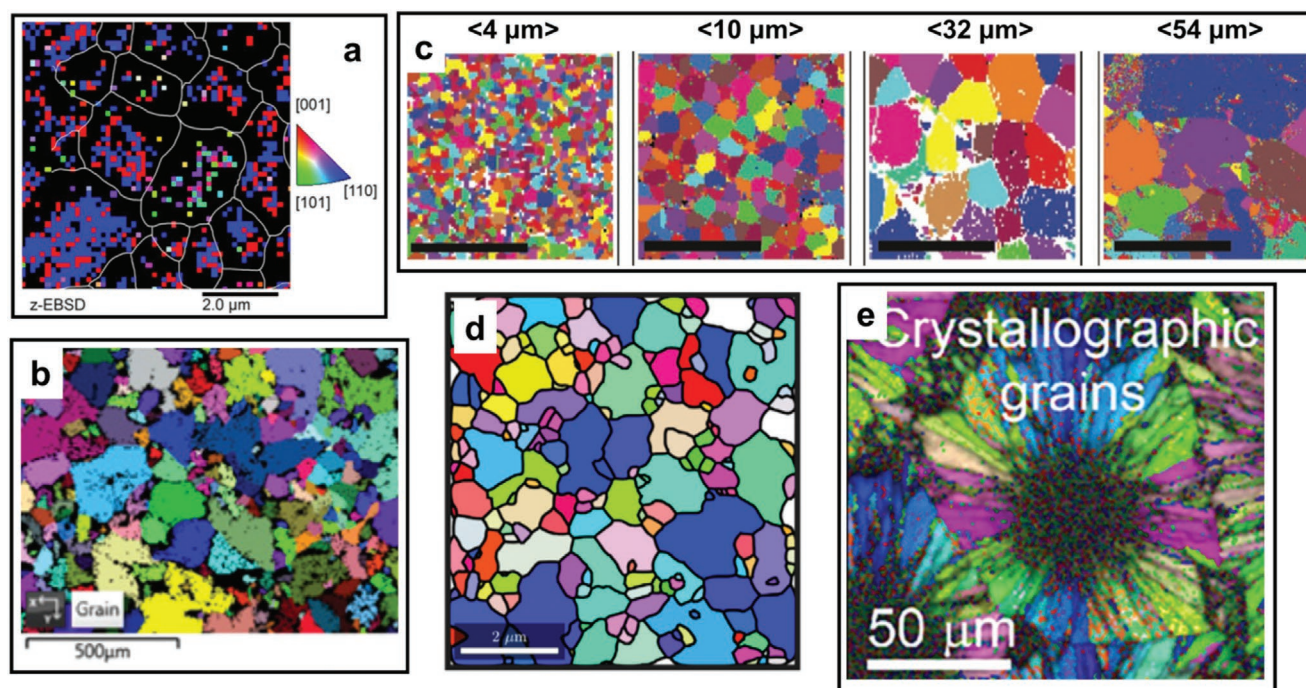 a
[001]
[110]
[101]
z-EBSD
2.0 µm
c
<4 µm>
<10 µm>
<32 µm>
<54 µm>
b
X
Y
Grain
500µm
d
2 µm
e
Crystallographic
grains
50 µm